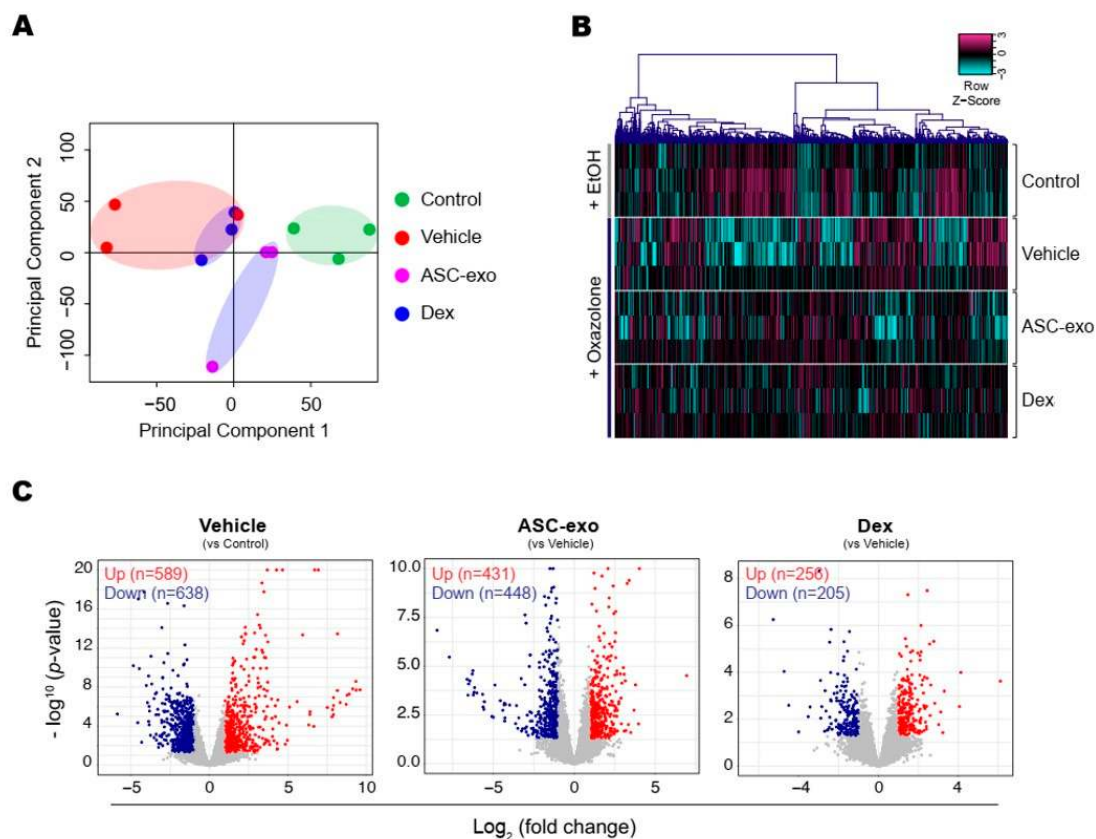 A
Principal Component 2
100
50
0
−50
−100
−50
0
50
Principal Component 1
Control
Vehicle
ASC-exo
Dex
B
3
0
−3
Row
Z−Score
+ EtOH
+ Oxazolone
Control
Vehicle
ASC-exo
Dex
C
Vehicle
(vs Control)
Up (n=589)
Down (n=638)
20
16
12
8
4
0
−5
0
5
10
- log¹⁰ (p-value)
ASC-exo
(vs Vehicle)
Up (n=431)
Down (n=448)
10.0
7.5
5.0
2.5
0.0
−5
0
5
Dex
(vs Vehicle)
Up (n=256)
Down (n=205)
8
6
4
2
0
−4
0
4
Log₂ (fold change)